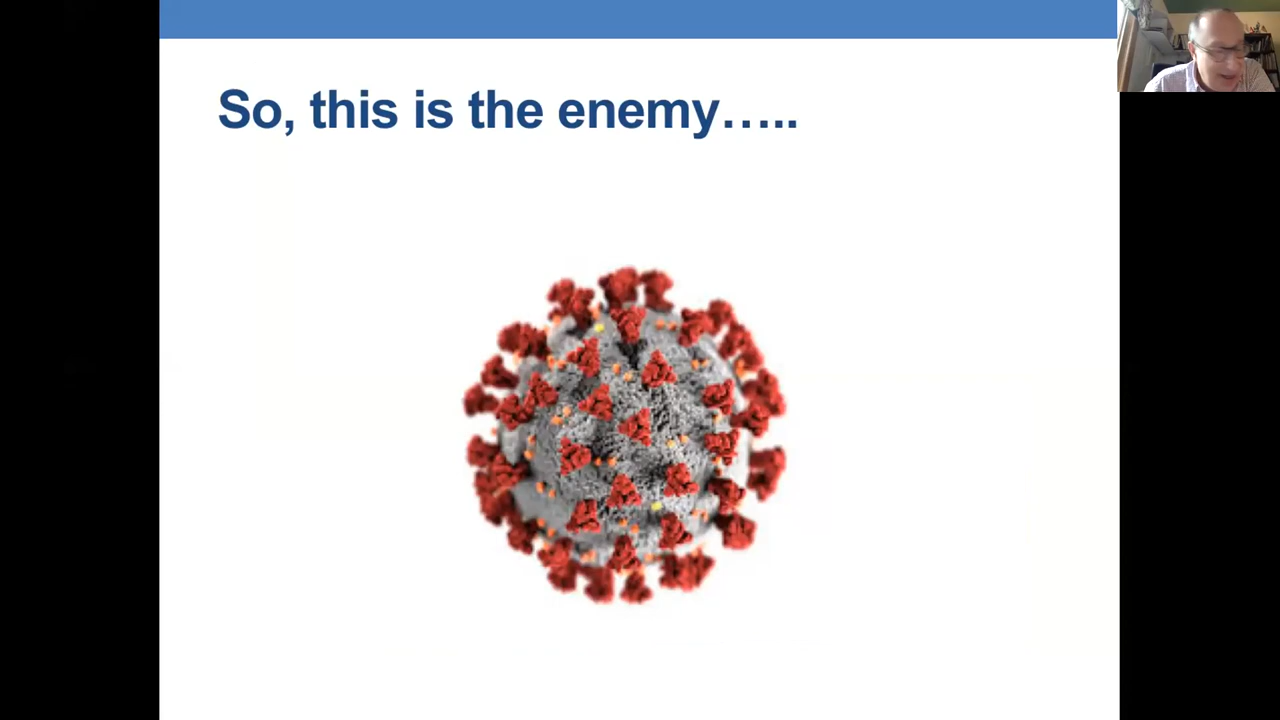 So, this is the enemy…..